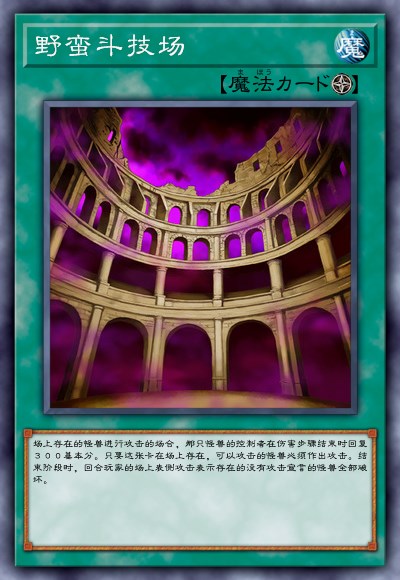 野蛮斗技场
魔
【魔法カード】
まほう
场上存在的怪兽进行攻击的场合，那只怪兽的控制者在伤害步骤结束时回复
３００基本分。只要这张卡在场上存在，可以攻击的怪兽必须作出攻击。结
束阶段时，回合玩家的场上表侧攻击表示存在的没有攻击宣言的怪兽全部破
坏。